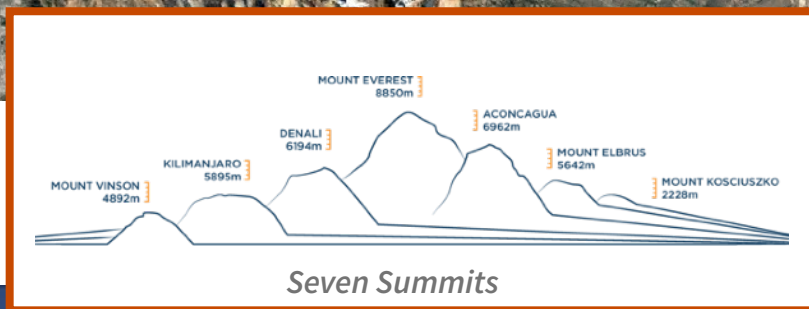 MOUNT EVEREST
8850m
ACONCAGUA
6962m
DENALI
6194m
MOUNT ELBRUS
5642m
KILIMANJARO
5895m
MOUNT VINSON
4892m
MOUNT KOSCIUSZKO
2228m
Seven Summits